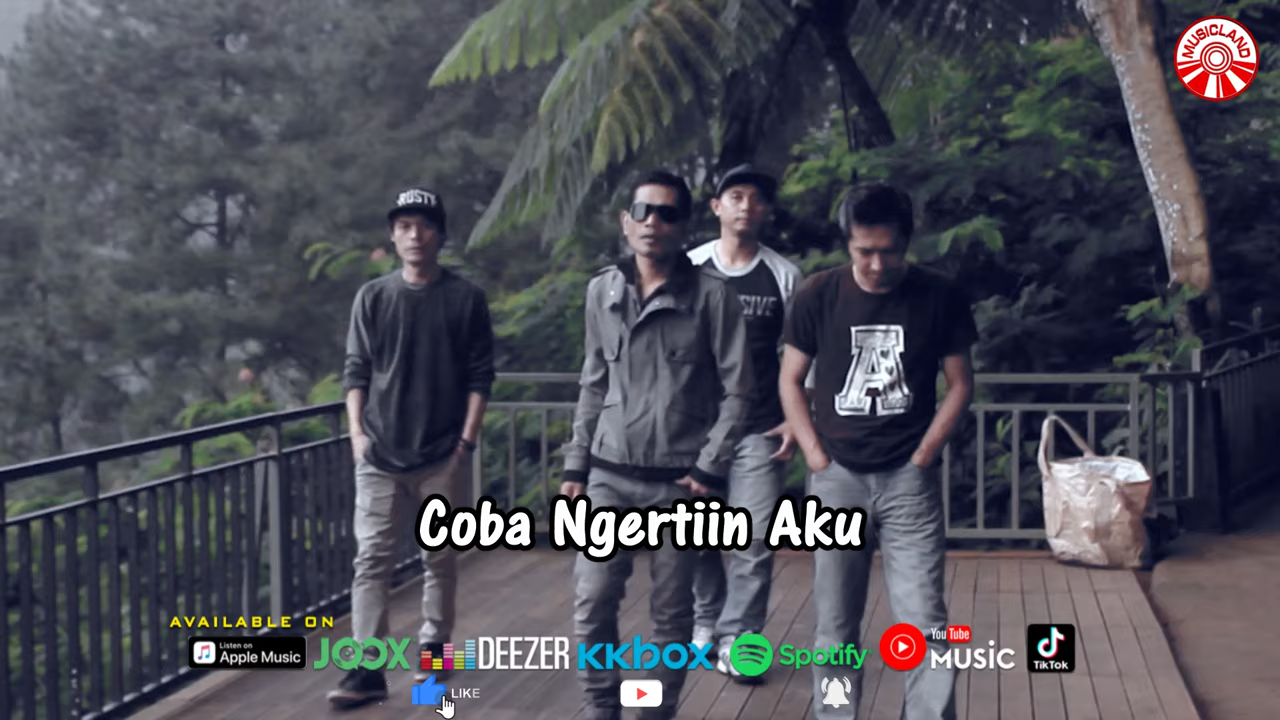 MUSICLAND
RUSTY
SIVE
A
Coba Ngertiin Aku
AVAILABLE ON
Listen on
Apple Music
JOOX
DEEZER
KKBOX
Spotify
YouTube
MUSIC
TikTok
LIKE